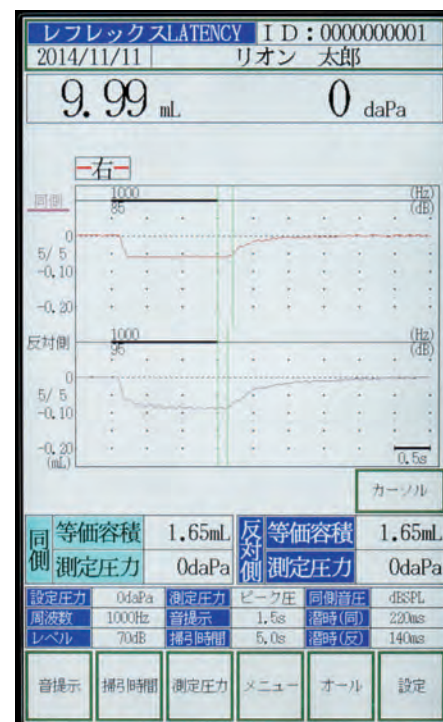 レフレックスLATENCY ID:0000000001
2014/11/11 リオン 太郎
9.99 mL 0 daPa
右
同側 1000 (Hz)
85 (dB)
0
5/ 5
-0.10
-0.20
反対側 1000 (Hz)
95 (dB)
0
5/ 5
-0.10
-0.20
(mL) 0.5s
カーソル
同側 等価容積 1.65mL 反対側 等価容積 1.65mL
測定圧力 0daPa 測定圧力 0daPa
設定圧力 0daPa 測定圧力 ピーク圧 同側音圧 dBSPL
周波数 1000Hz 音提示 1.5s 潜時(同) 220ms
レベル 70dB 掃引時間 5.0s 潜時(反) 140ms
音提示 掃引時間 測定圧力 メニュー オール 設定